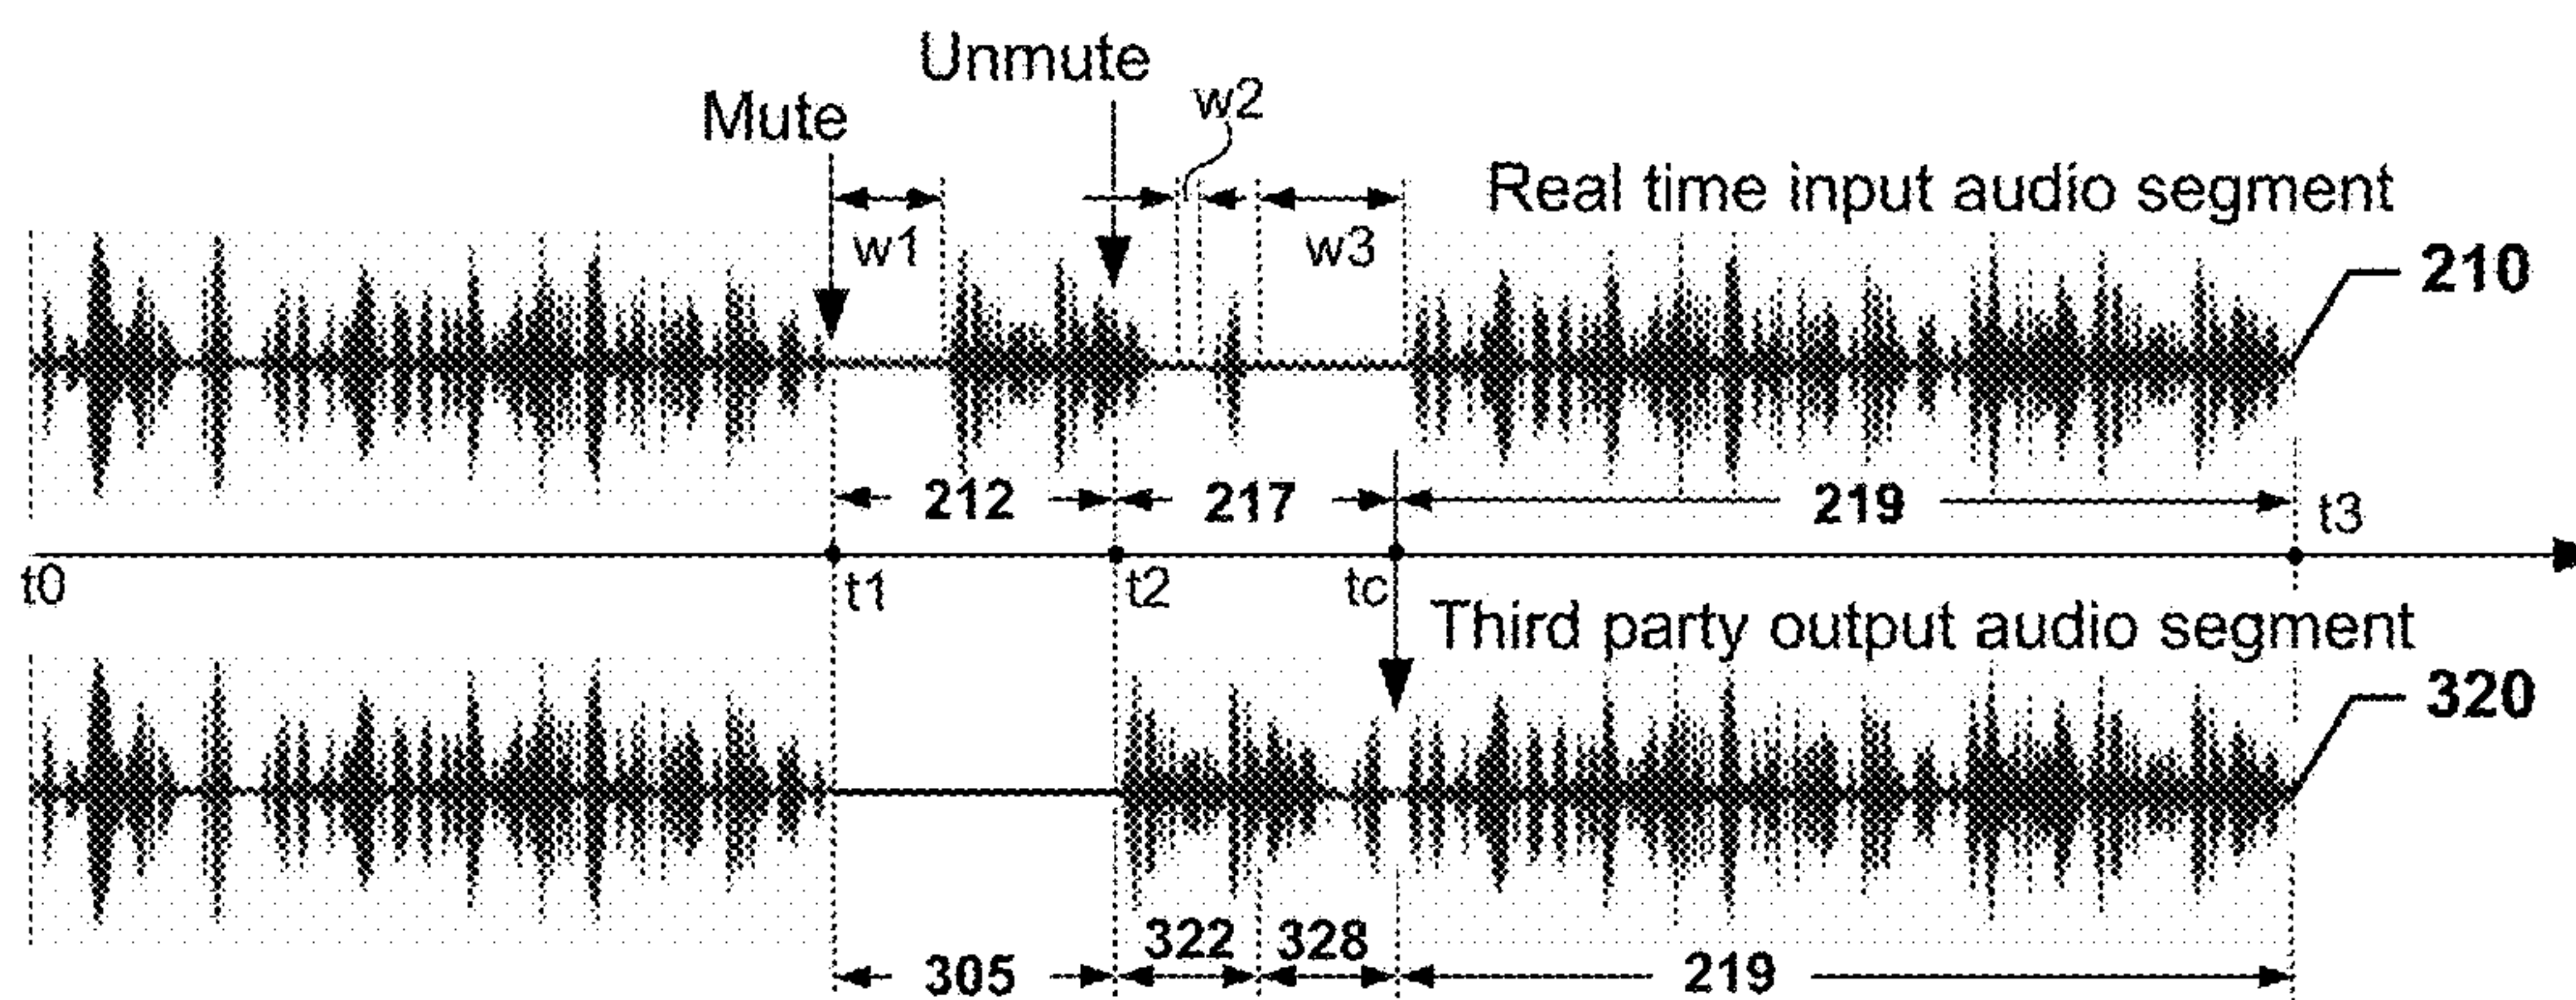 Unmute
Mute
w2
w1
w3
Real time input audio segment
210
212
217
219
t3
t0
t1
t2
tc
Third party output audio segment
320
322
328
305
219